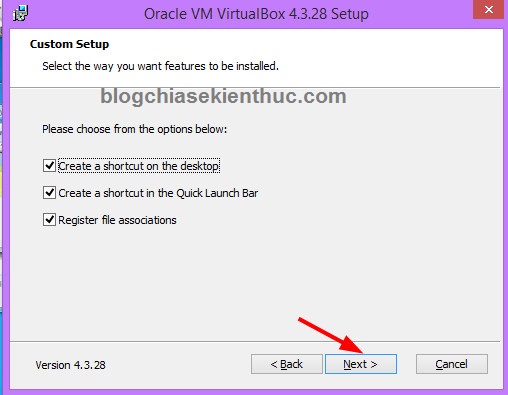 Oracle VM VirtualBox 4.3.28 Setup
Custom Setup
Select the way you want features to be installed.
blogchiasekienthuc.com
Please choose from the options below:
Create a shortcut on the desktop
Create a shortcut in the Quick Launch Bar
Register file associations
Version 4.3.28
< Back
Next >
Cancel